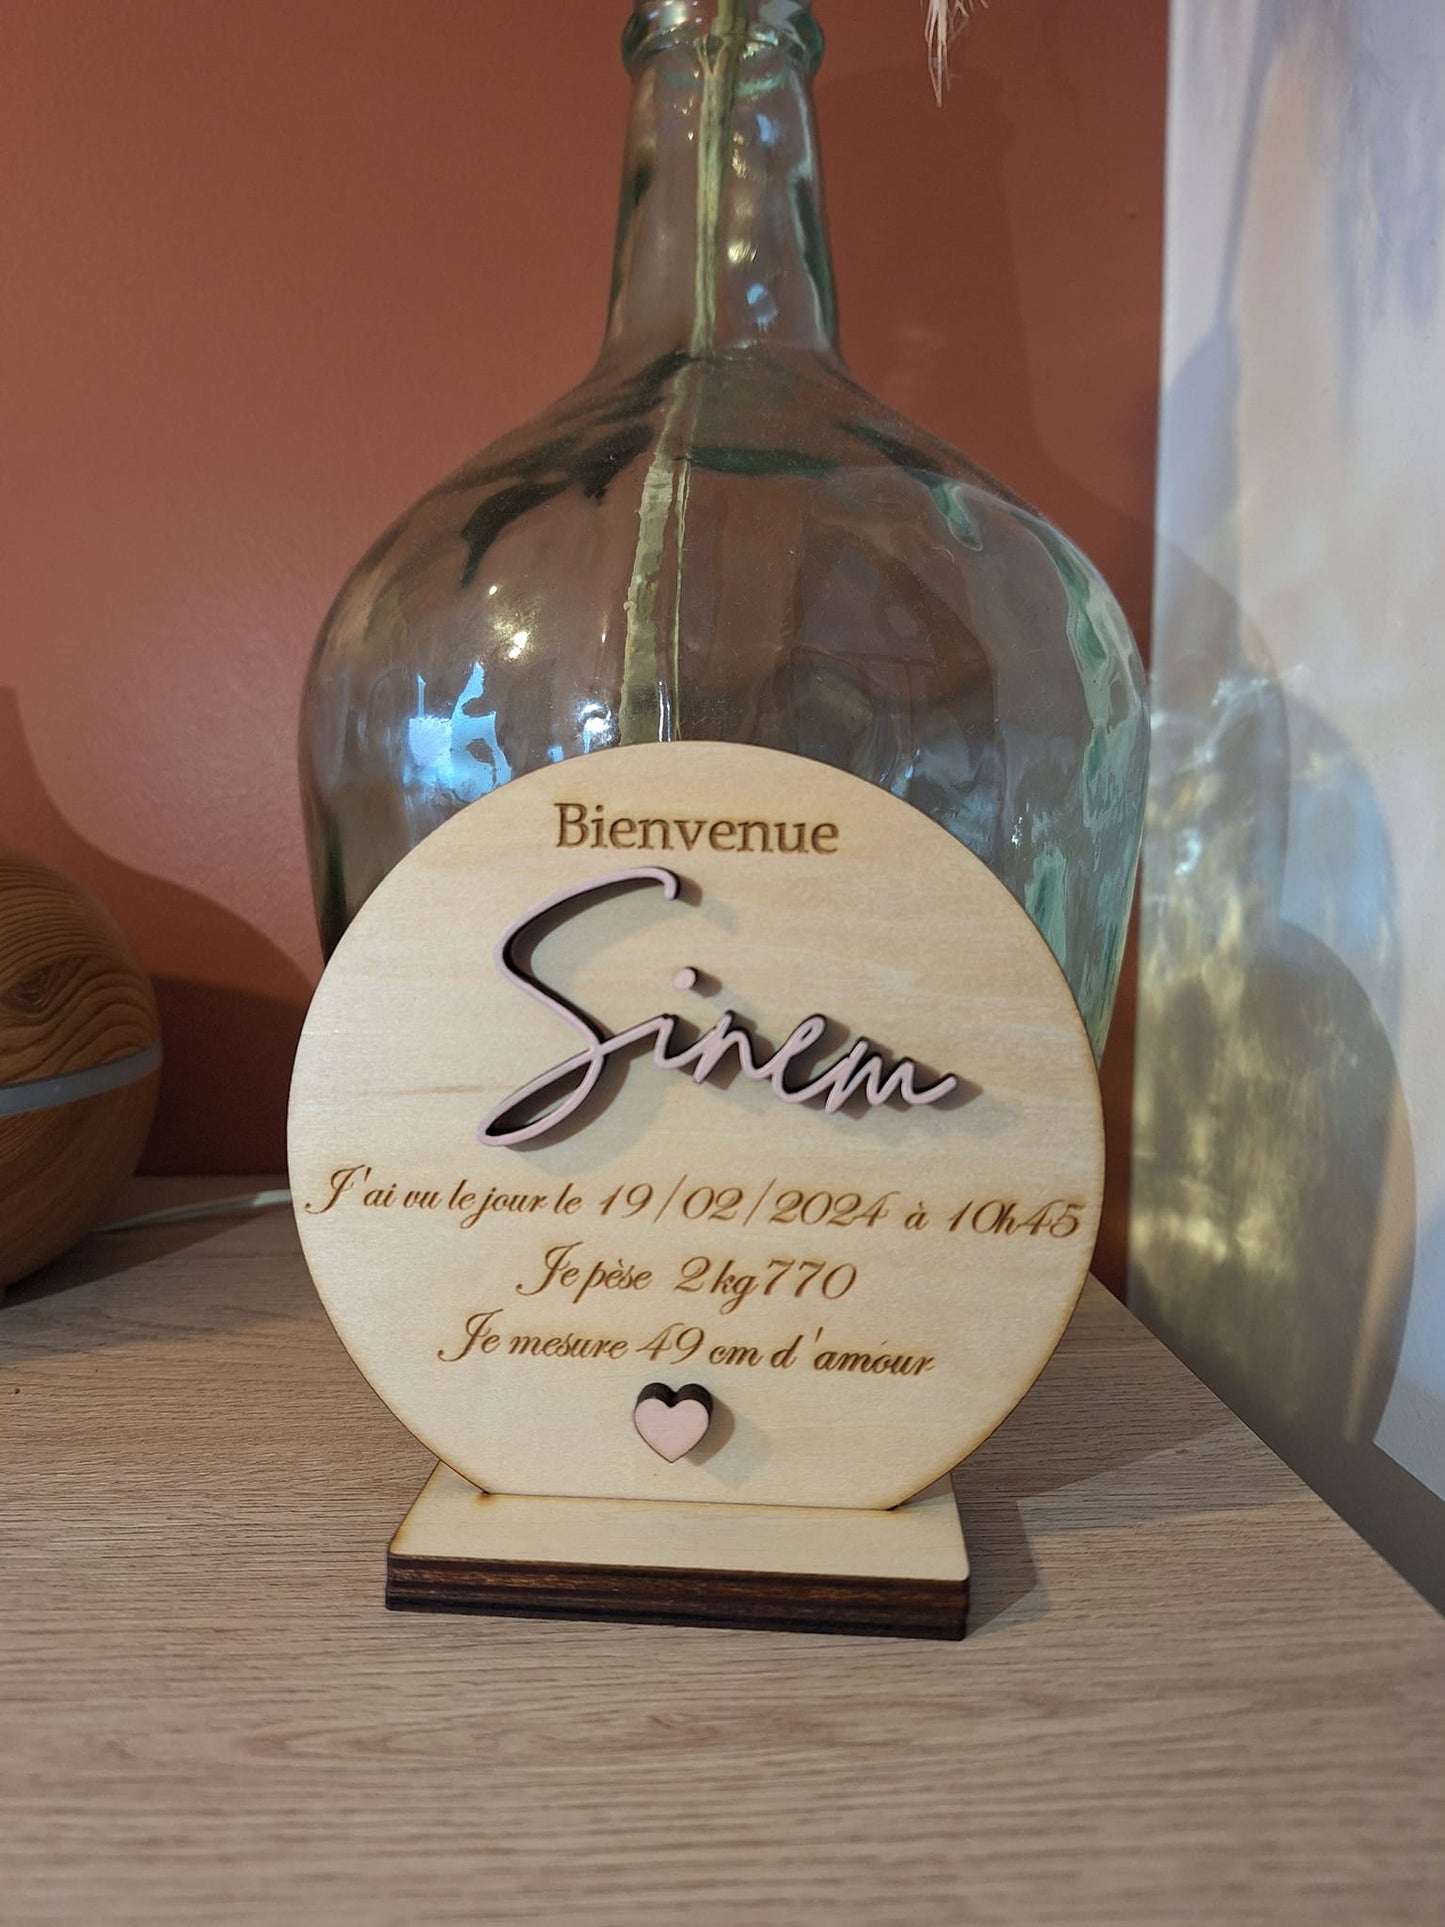 Bienvenue
Sinem
J'ai vu le jour le 19/02/2024 à 10h45
Je pèse 2kg770
Je mesure 49 cm d'amour